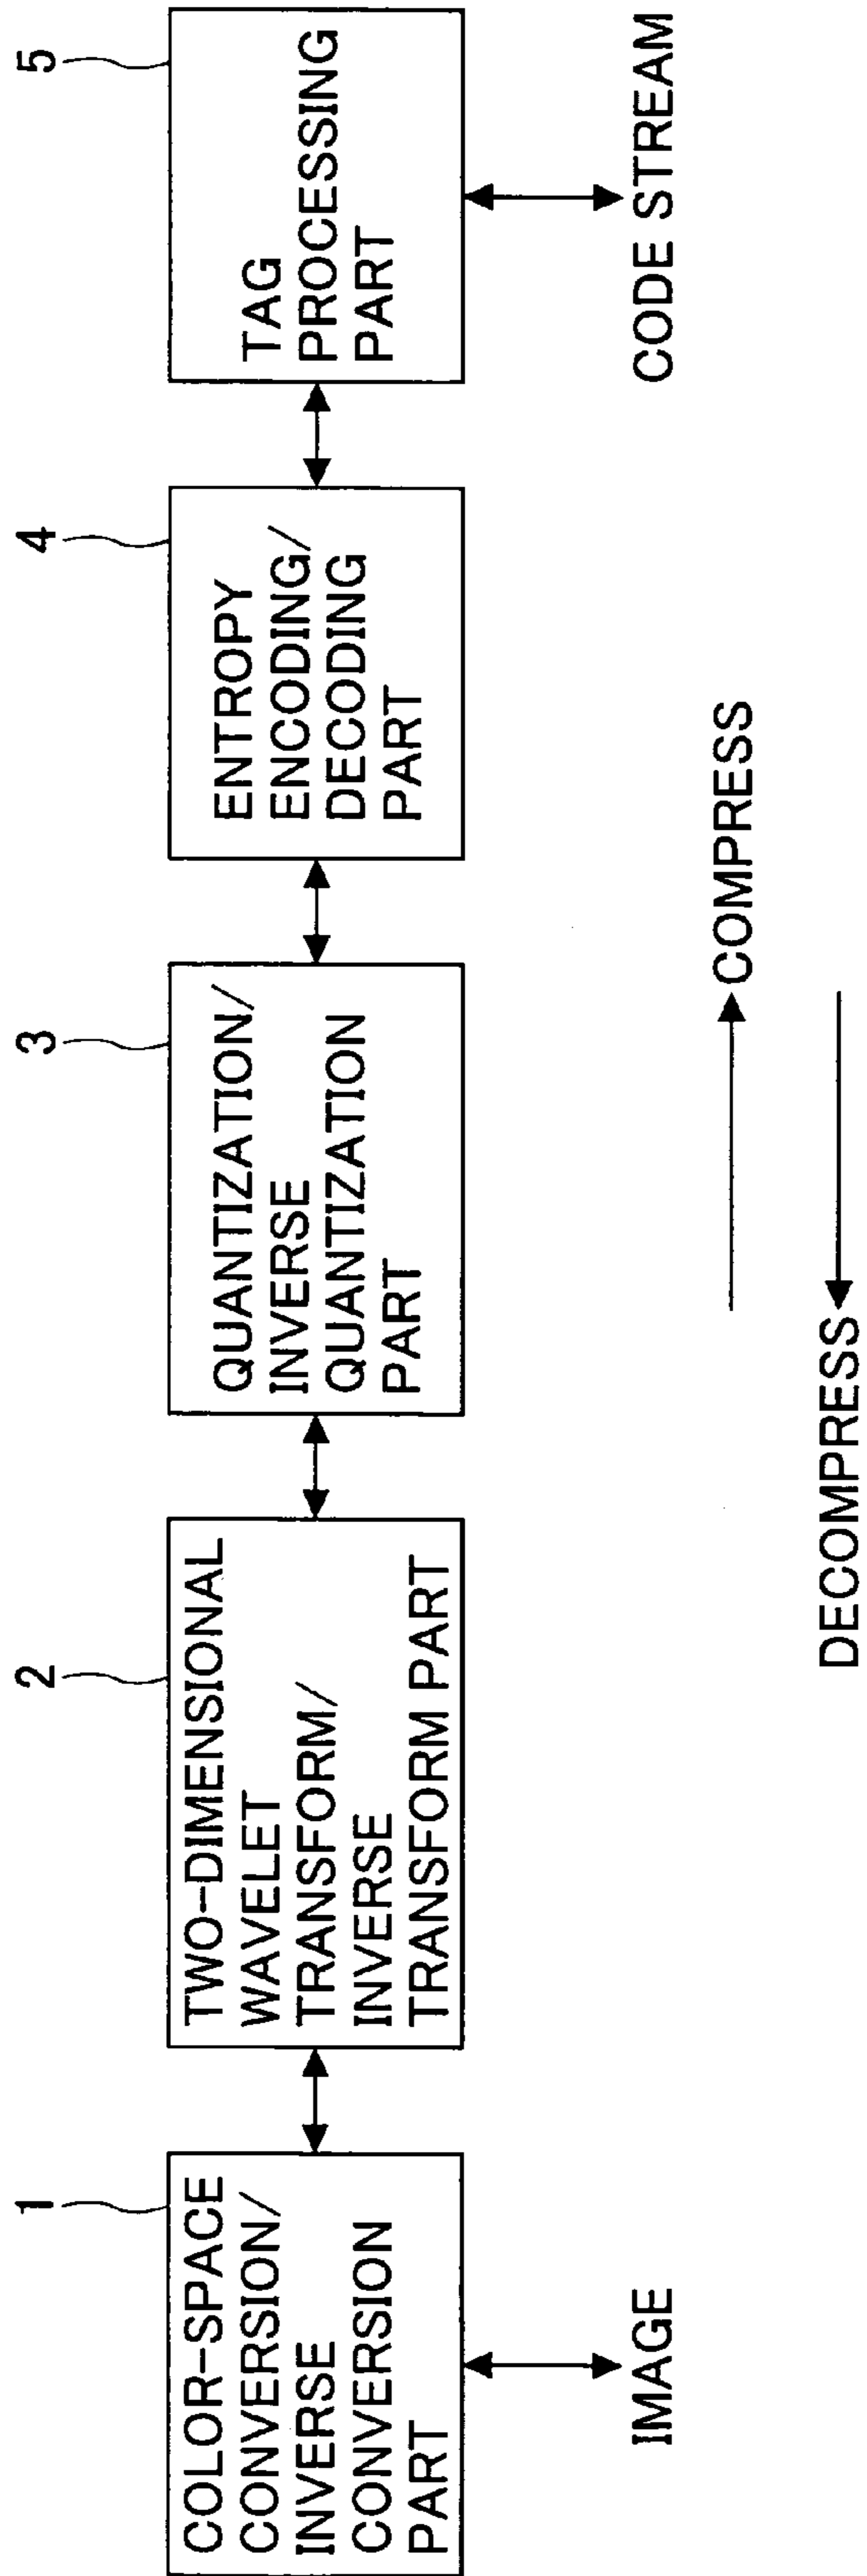 1
COLOR-SPACE
CONVERSION/
INVERSE
CONVERSION
PART
IMAGE
2
TWO-DIMENSIONAL
WAVELET
TRANSFORM/
INVERSE
TRANSFORM PART
3
QUANTIZATION/
INVERSE
QUANTIZATION
PART
4
ENTROPY
ENCODING/
DECODING
PART
5
TAG
PROCESSING
PART
CODE STREAM
COMPRESS
DECOMPRESS